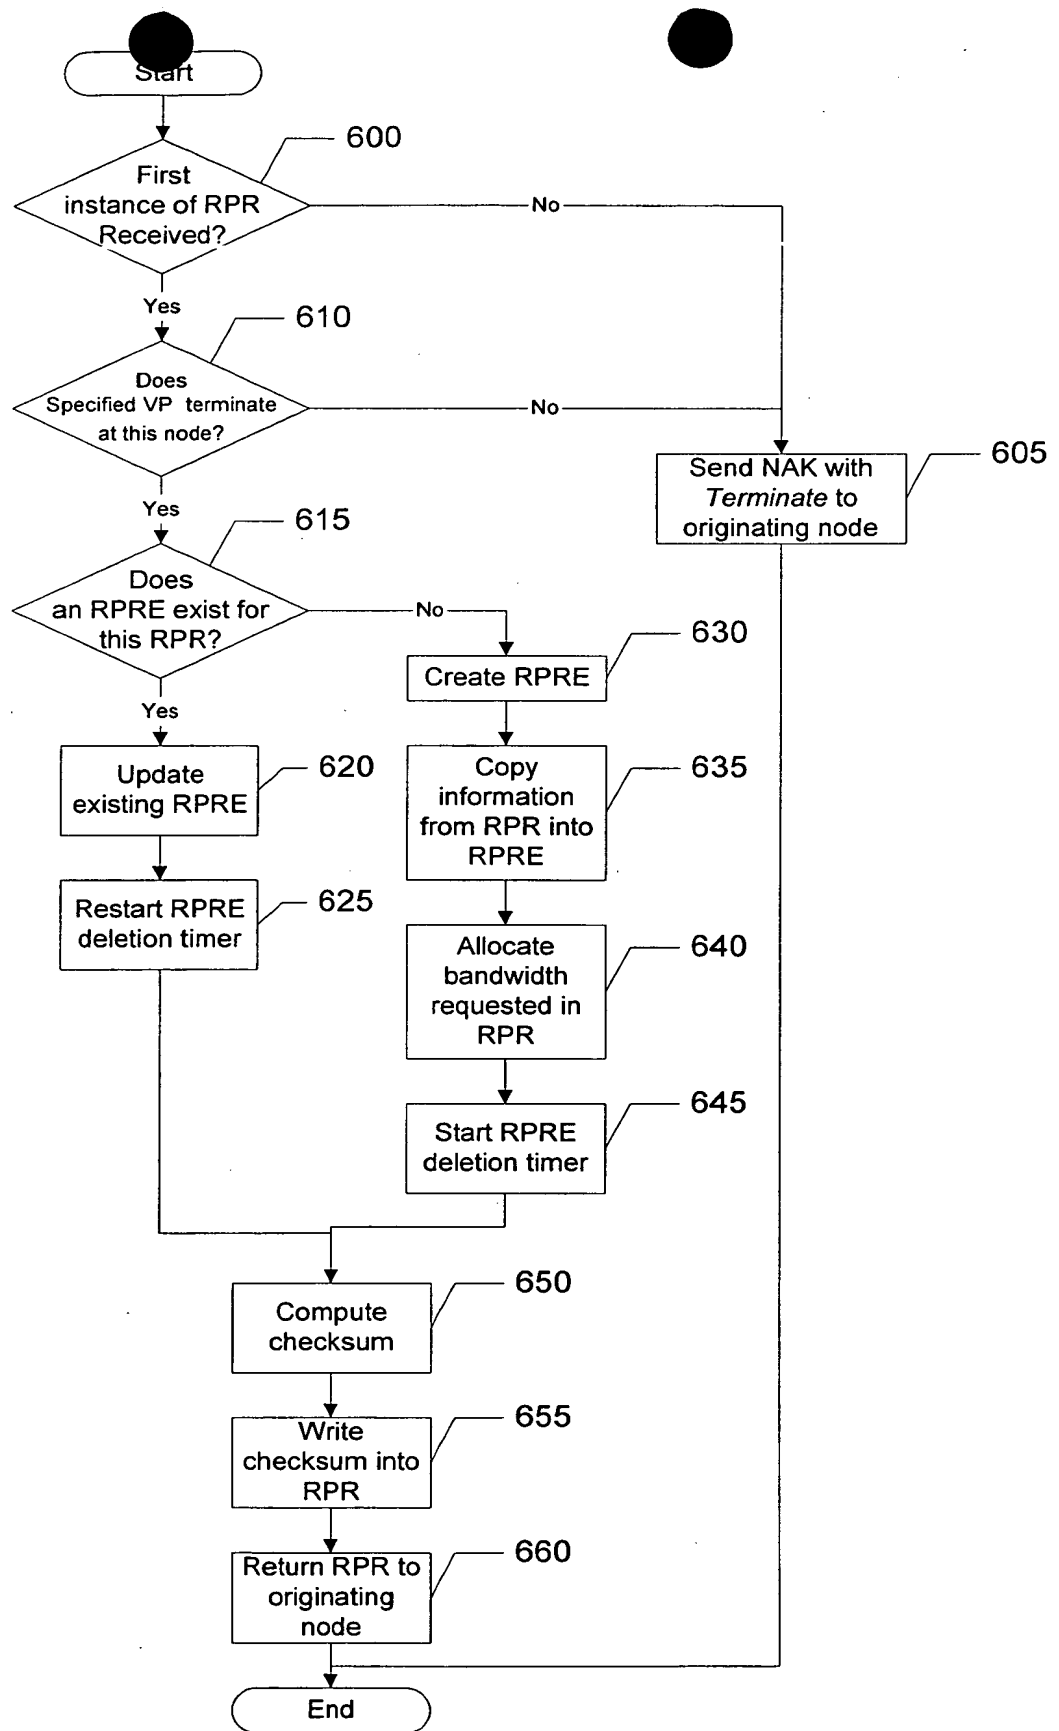 Start
600
First
instance of RPR
Received?
No
Yes
610
Does
Specified VP terminate
at this node?
No
605
Send NAK with
Terminate to
originating node
Yes
615
Does
an RPRE exist for
this RPR?
No
630
Create RPRE
Yes
620
Update
existing RPRE
635
Copy
information
from RPR into
RPRE
625
Restart RPRE
deletion timer
640
Allocate
bandwidth
requested in
RPR
645
Start RPRE
deletion timer
650
Compute
checksum
655
Write
checksum into
RPR
660
Return RPR to
originating
node
End